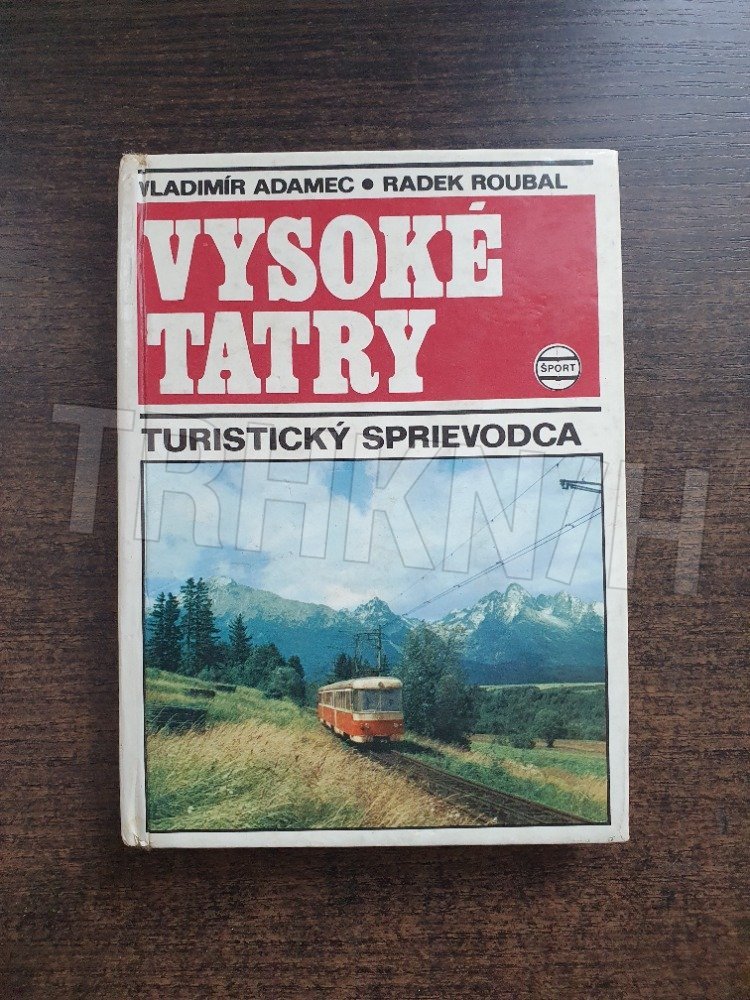 VLADIMÍR ADAMEC • RADEK ROUBAL
VYSOKÉ
TATRY
ŠPORT
TURISTICKÝ SPRIEVODCA
TRHKNIH